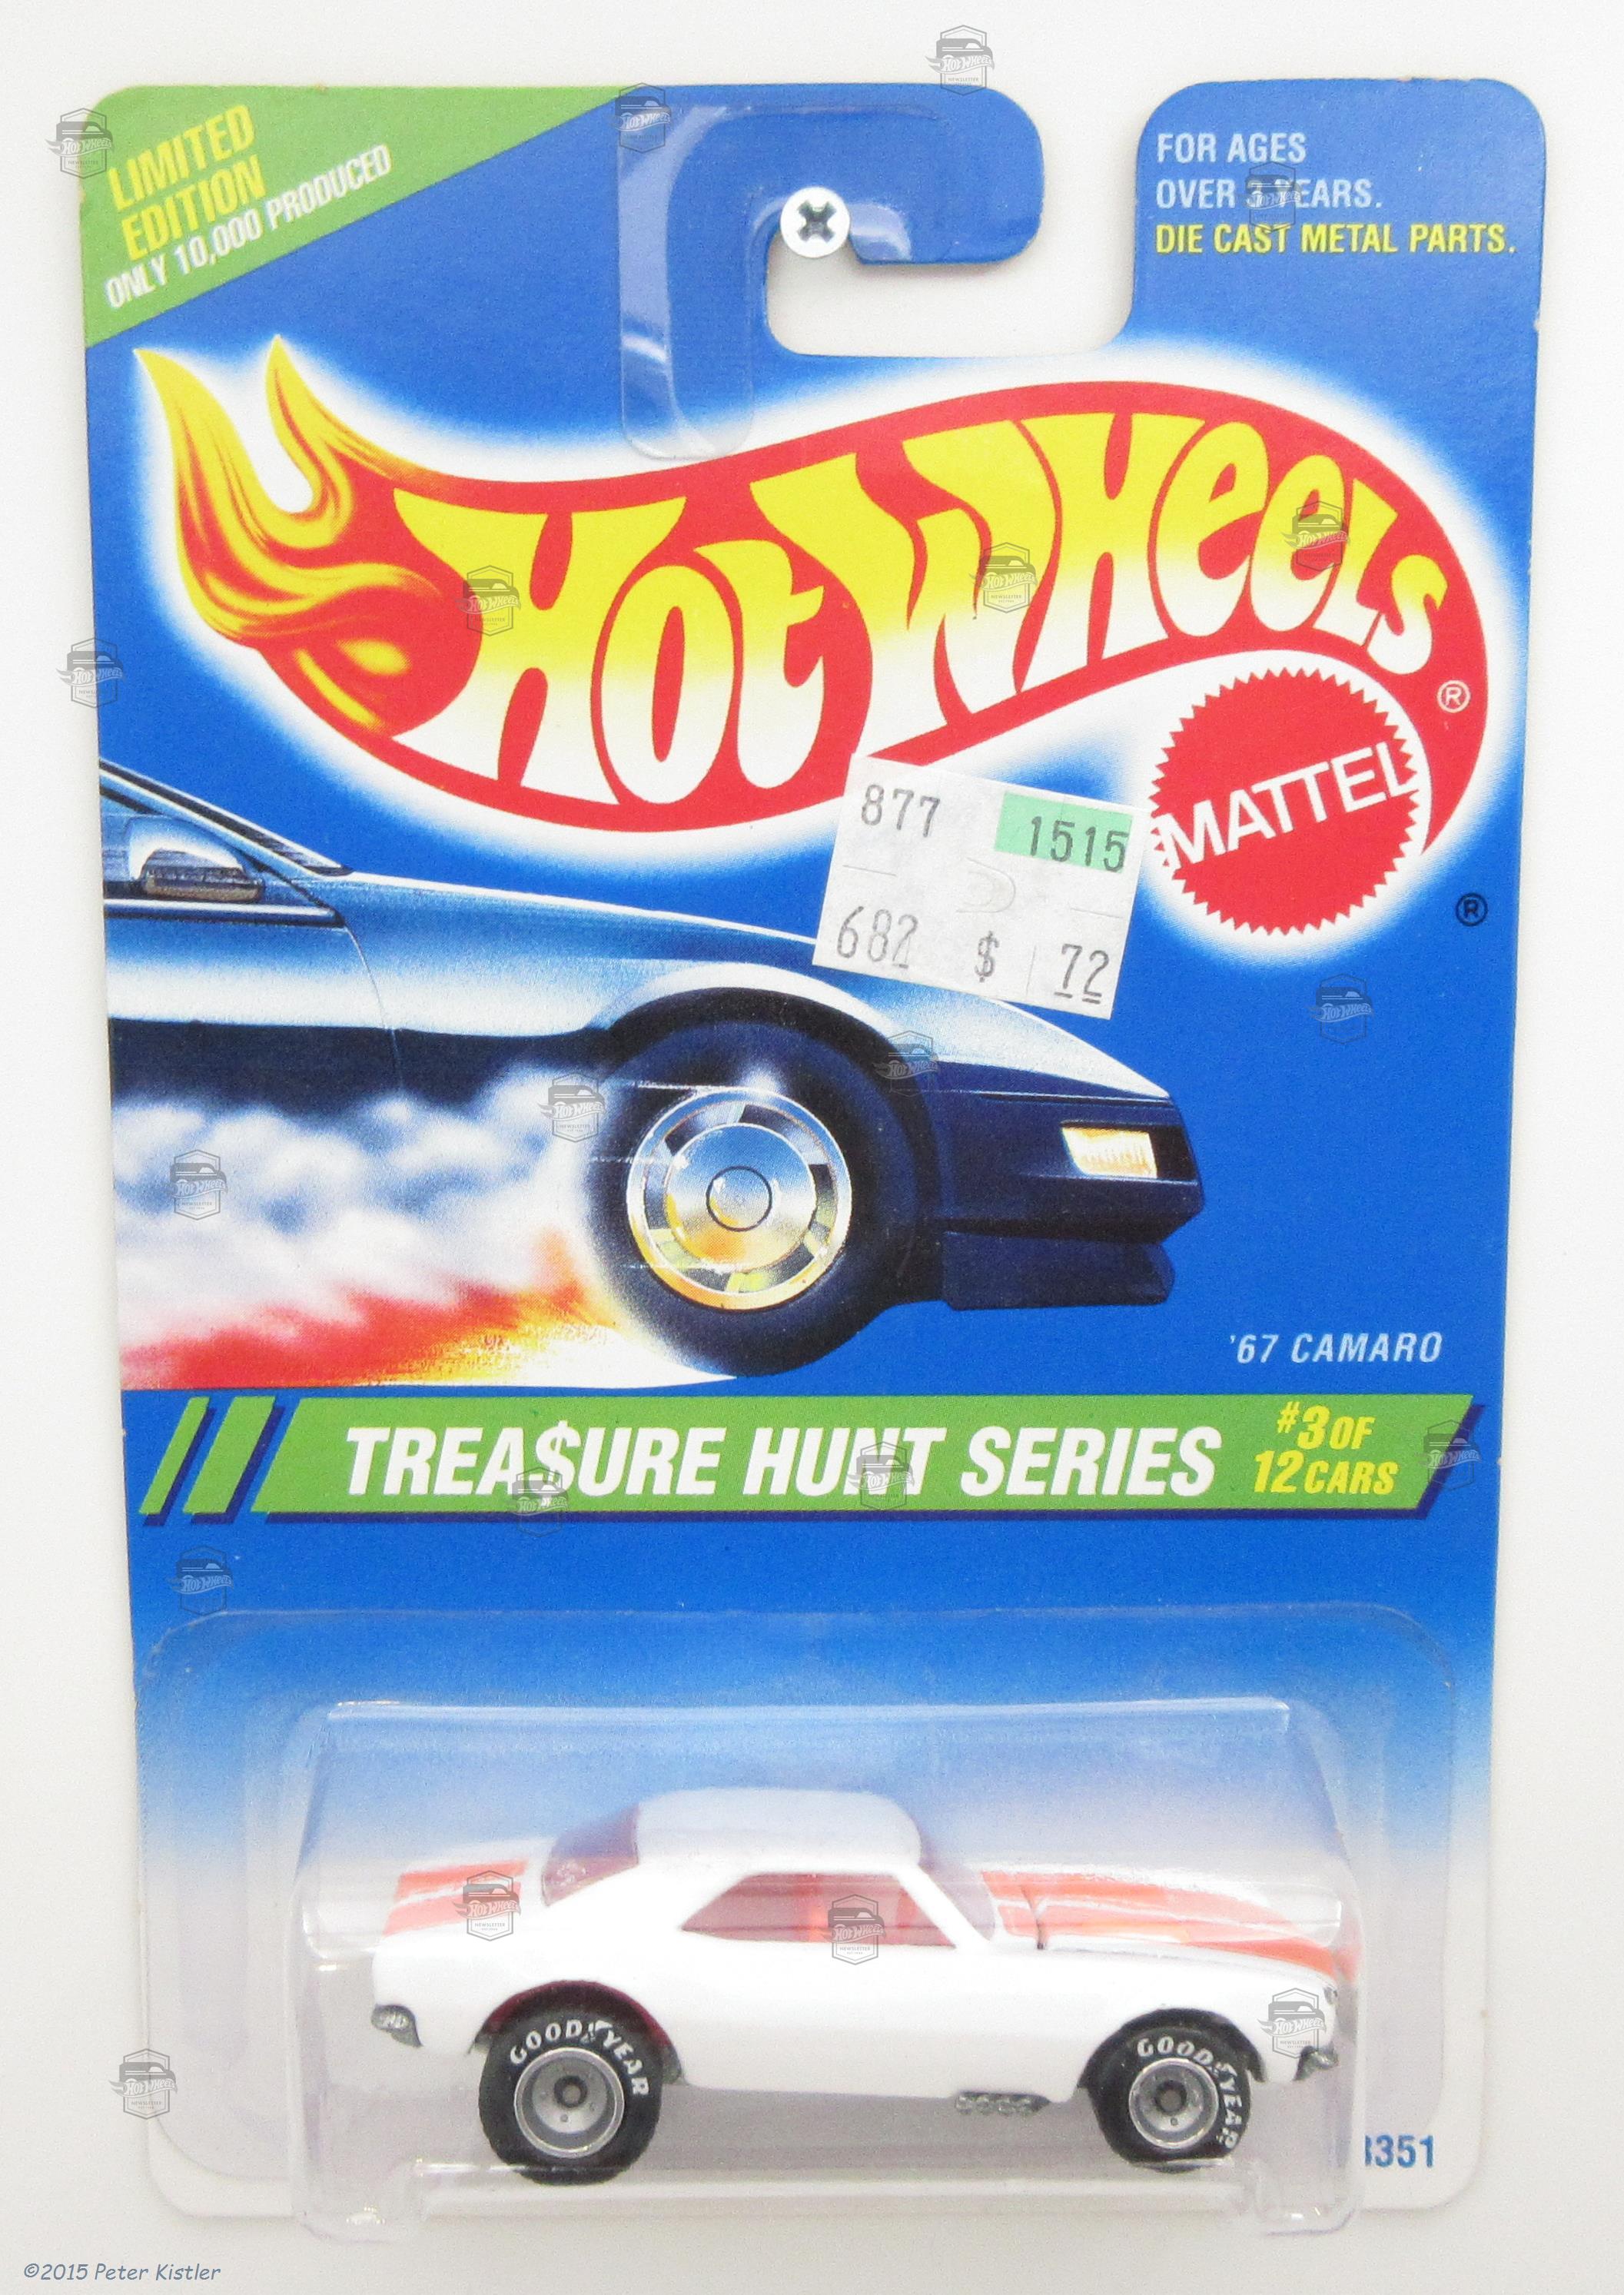 LIMITED
EDITION
ONLY 10,000 PRODUCED
FOR AGES
OVER 3 YEARS.
DIE CAST METAL PARTS.
Hot Wheels ®
MATTEL
®
877 1515
682 $ 72
'67 CAMARO
TREA$URE HUNT SERIES
#3 OF
12 CARS
GOODYEAR
GOODYEAR
3351
©2015 Peter Kistler